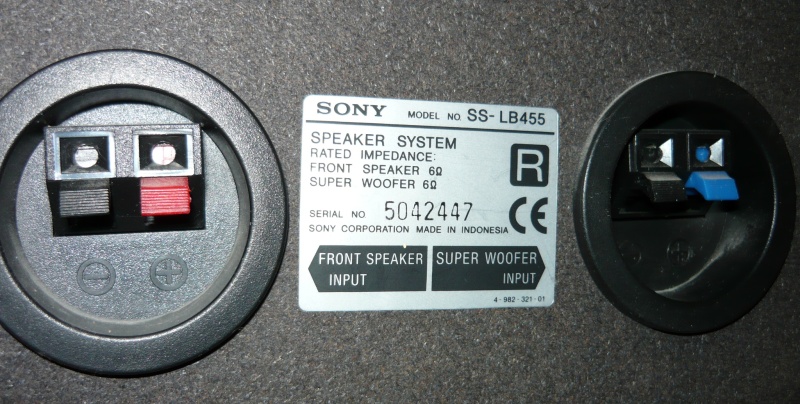 SONY MODEL NO. SS-LB455
SPEAKER SYSTEM
RATED IMPEDANCE:
FRONT SPEAKER 6Ω
SUPER WOOFER 6Ω
R
SERIAL NO. 5042447
CE
SONY CORPORATION MADE IN INDONESIA
FRONT SPEAKER INPUT
SUPER WOOFER INPUT
4-982-321-01